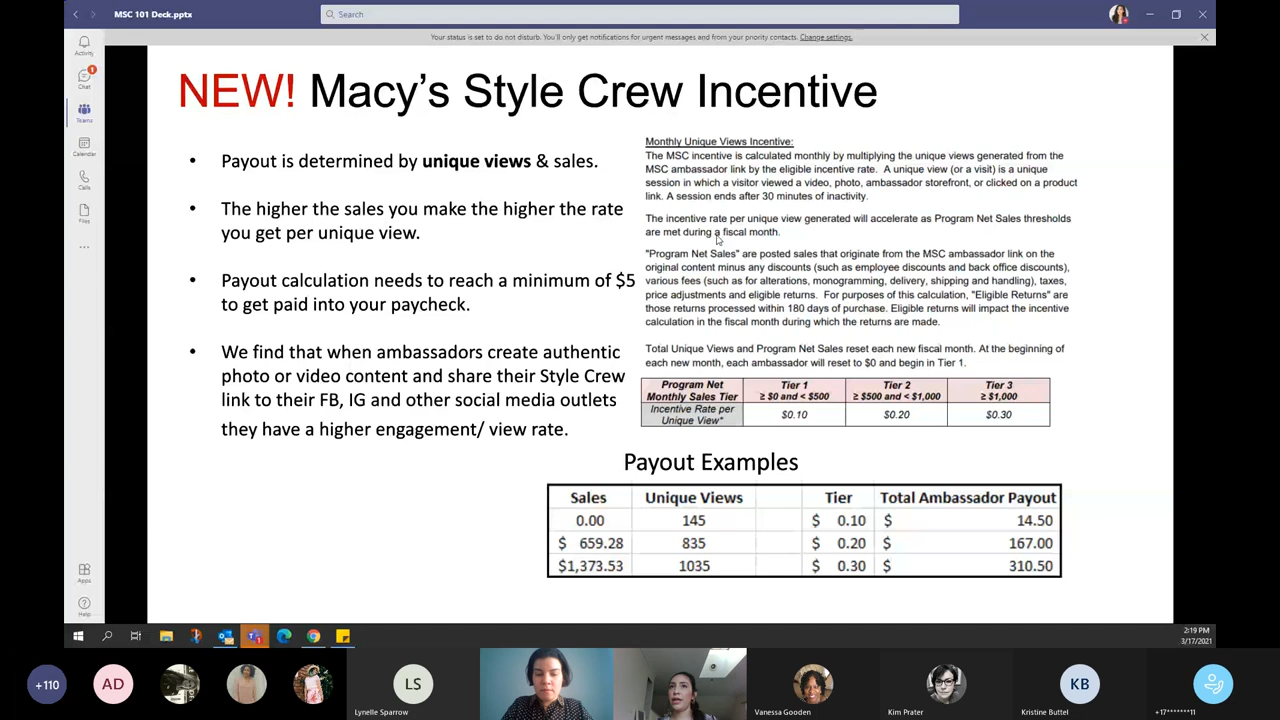 MSC 101 Deck.pptx
Search
Your status is set to do not disturb. You'll only get notifications for urgent messages and from your priority contacts. Change settings.
Activity
1
Chat
Teams
Calendar
Calls
Files
Apps
Help
NEW! Macy's Style Crew Incentive
• Payout is determined by unique views & sales.
• The higher the sales you make the higher the rate
you get per unique view.
• Payout calculation needs to reach a minimum of $5
to get paid into your paycheck.
• We find that when ambassadors create authentic
photo or video content and share their Style Crew
link to their FB, IG and other social media outlets
they have a higher engagement/ view rate.
Monthly Unique Views Incentive:
The MSC incentive is calculated monthly by multiplying the unique views generated from the
MSC ambassador link by the eligible incentive rate. A unique view (or a visit) is a unique
session in which a visitor viewed a video, photo, ambassador storefront, or clicked on a product
link. A session ends after 30 minutes of inactivity.
The incentive rate per unique view generated will accelerate as Program Net Sales thresholds
are met during a fiscal month.
"Program Net Sales" are posted sales that originate from the MSC ambassador link on the
original content minus any discounts (such as employee discounts and back office discounts),
various fees (such as for alterations, monogramming, delivery, shipping and handling), taxes,
price adjustments and eligible returns. For purposes of this calculation, "Eligible Returns" are
those returns processed within 180 days of purchase. Eligible returns will impact the incentive
calculation in the fiscal month during which the returns are made.
Total Unique Views and Program Net Sales reset each new fiscal month. At the beginning of
each new month, each ambassador will reset to $0 and begin in Tier 1.
Program Net Tier 1 Tier 2 Tier 3
Monthly Sales Tier ≥ $0 and < $500 ≥ $500 and < $1,000 ≥ $1,000
Incentive Rate per $0.10 $0.20 $0.30
Unique View*
Payout Examples
Sales Unique Views Tier Total Ambassador Payout
0.00 145 $ 0.10 $ 14.50
$ 659.28 835 $ 0.20 $ 167.00
$1,373.53 1035 $ 0.30 $ 310.50
2:19 PM
3/17/2021
+110
AD
LS
Lynelle Sparrow
Vanessa Gooden
Kim Prater
KB
Kristine Buttel
+17*******11